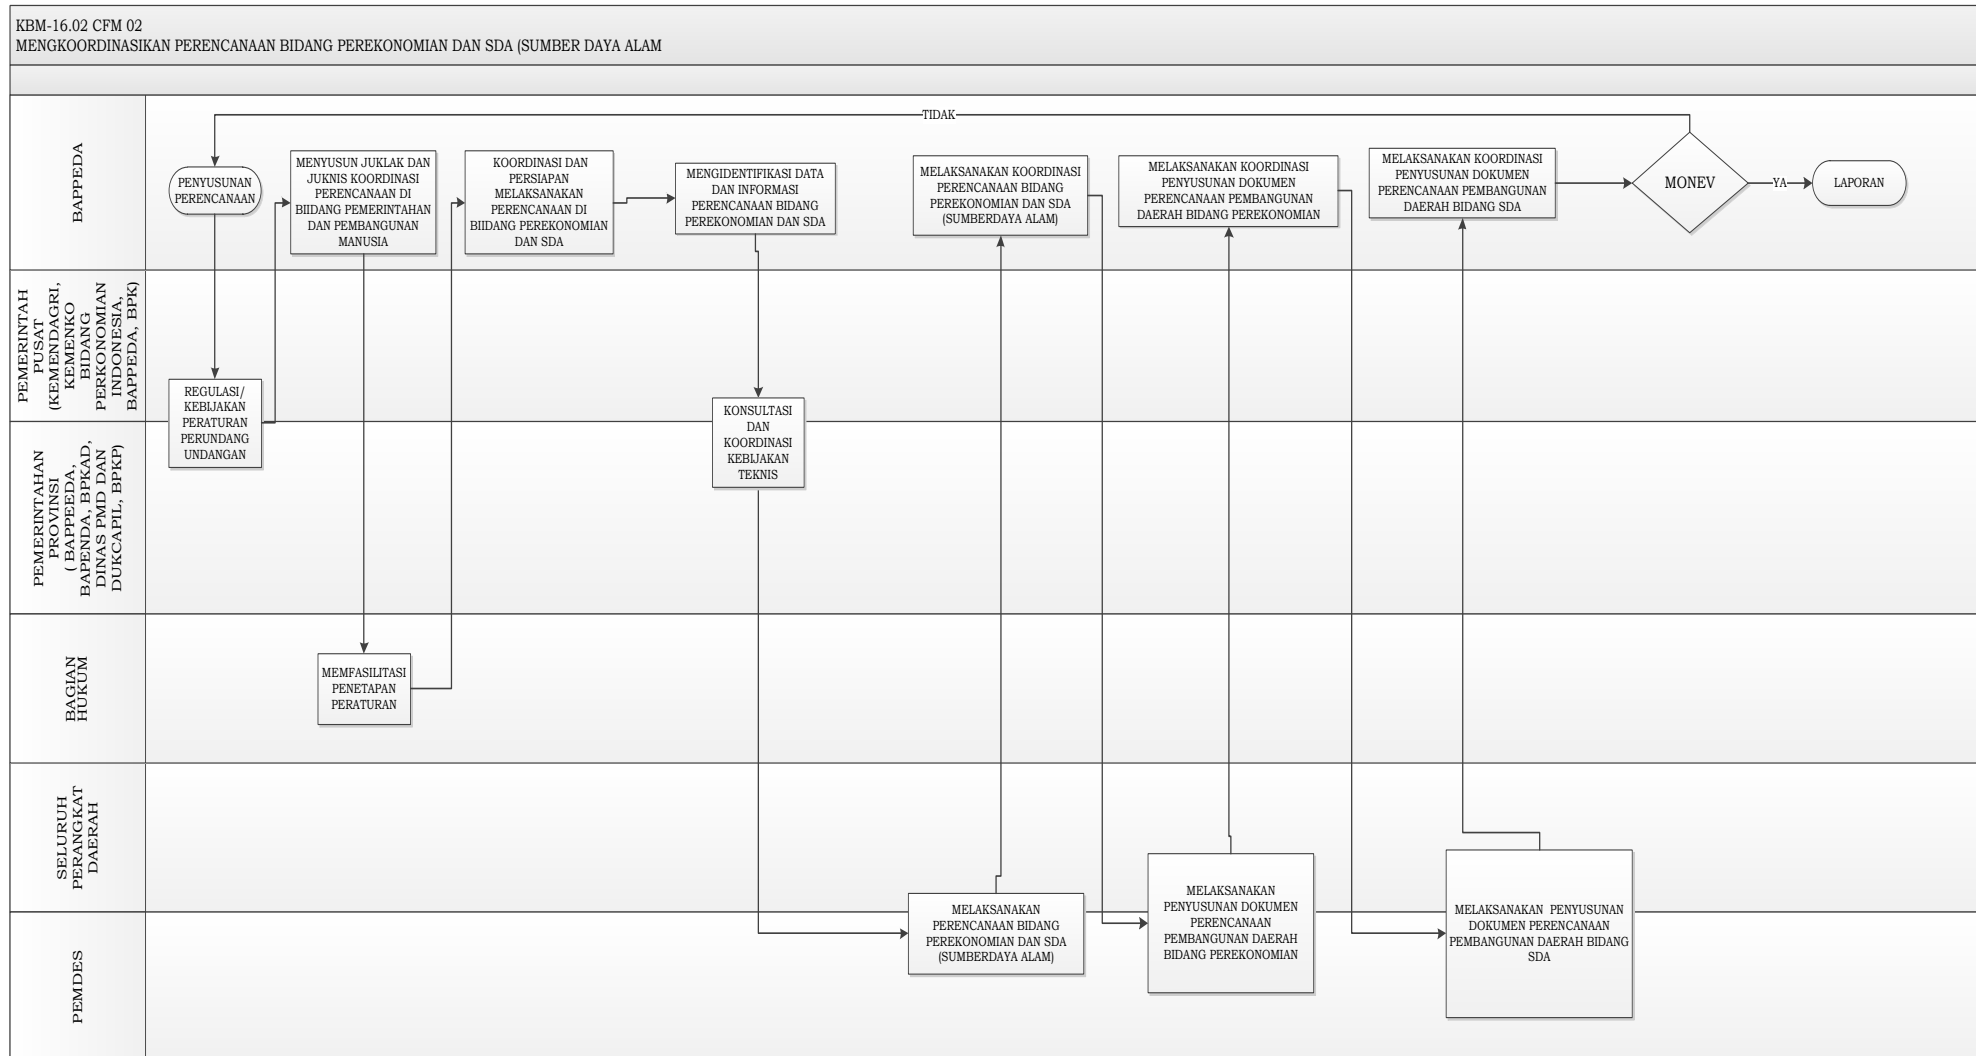 KBM-16.02 CFM 02
MENGKOORDINASIKAN PERENCANAAN BIDANG PEREKONOMIAN DAN SDA (SUMBER DAYA ALAM
BAPPEDA
TIDAK
PENYUSUNAN
PERENCANAAN
MENYUSUN JUKLAK DAN
JUKNIS KOORDINASI
PERENCANAAN DI
BIIDANG PEMERINTAHAN
DAN PEMBANGUNAN
MANUSIA
KOORDINASI DAN
PERSIAPAN
MELAKSANAKAN
PERENCANAAN DI
BIIDANG PEREKONOMIAN
DAN SDA
MENGIDENTIFIKASI DATA
DAN INFORMASI
PERENCANAAN BIDANG
PEREKONOMIAN DAN SDA
MELAKSANAKAN KOORDINASI
PERENCANAAN BIDANG
PEREKONOMIAN DAN SDA
(SUMBERDAYA ALAM)
MELAKSANAKAN KOORDINASI
PENYUSUNAN DOKUMEN
PERENCANAAN PEMBANGUNAN
DAERAH BIDANG PEREKONOMIAN
MELAKSANAKAN KOORDINASI
PENYUSUNAN DOKUMEN
PERENCANAAN PEMBANGUNAN
DAERAH BIDANG SDA
MONEV
YA
LAPORAN
PEMERINTAH
PUSAT
(KEMENDAGRI,
KEMENKO
BIDANG
PERKONOMIAN
INDONESIA,
BAPPEDA, BPK)
REGULASI/
KEBIJAKAN
PERATURAN
PERUNDANG
UNDANGAN
KONSULTASI
DAN
KOORDINASI
KEBIJAKAN
TEKNIS
PEMERINTAHAN
PROVINSI
( BAPPEEDA,
BAPENDA, BPKAD,
DINAS PMD DAN
DUKCAPIL, BPKP)
BAGIAN
HUKUM
MEMFASILITASI
PENETAPAN
PERATURAN
SELURUH
PERANGKAT
DAERAH
MELAKSANAKAN
PERENCANAAN BIDANG
PEREKONOMIAN DAN SDA
(SUMBERDAYA ALAM)
MELAKSANAKAN
PENYUSUNAN DOKUMEN
PERENCANAAN
PEMBANGUNAN DAERAH
BIDANG PEREKONOMIAN
MELAKSANAKAN  PENYUSUNAN
DOKUMEN PERENCANAAN
PEMBANGUNAN DAERAH BIDANG
SDA
PEMDES